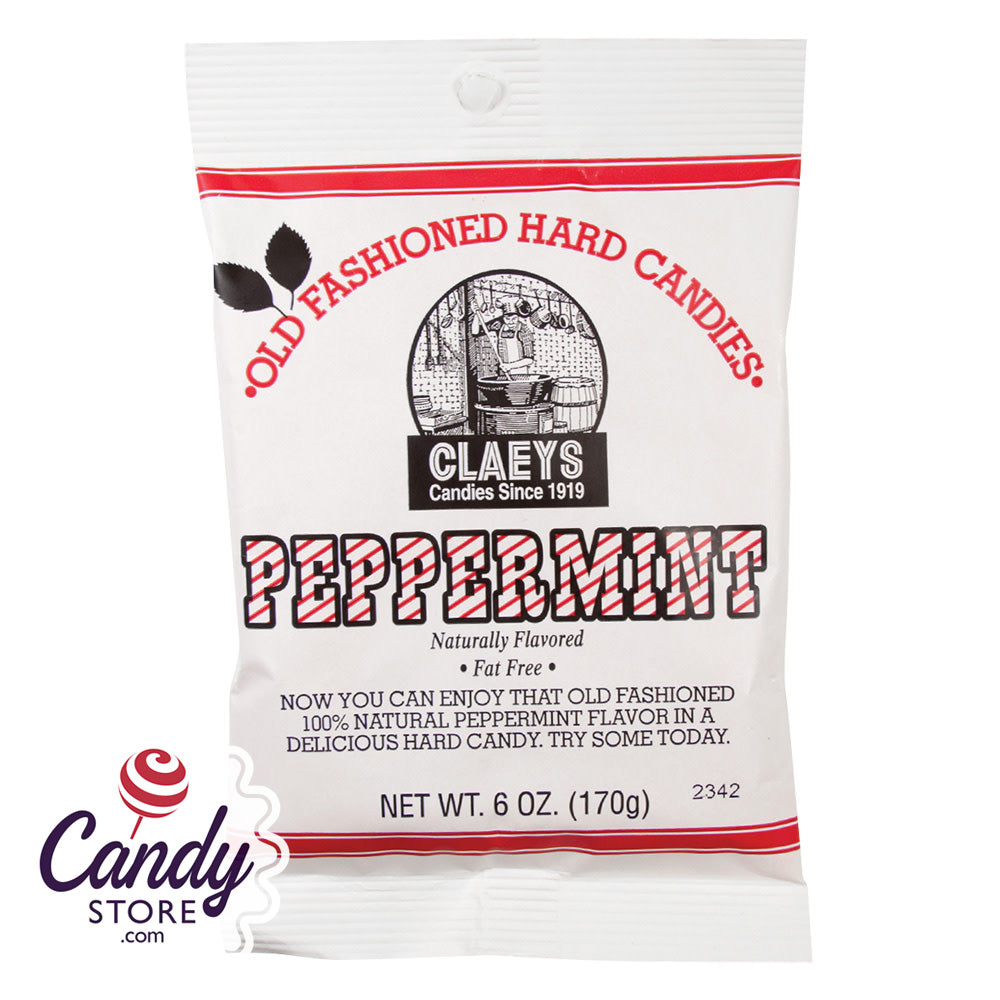 •OLD FASHIONED HARD CANDIES•
CLAEYS
Candies Since 1919
PEPPERMINT
Naturally Flavored
• Fat Free •
NOW YOU CAN ENJOY THAT OLD FASHIONED
100% NATURAL PEPPERMINT FLAVOR IN A
DELICIOUS HARD CANDY. TRY SOME TODAY.
NET WT. 6 OZ. (170g)
2342
Candy
STORE
.com